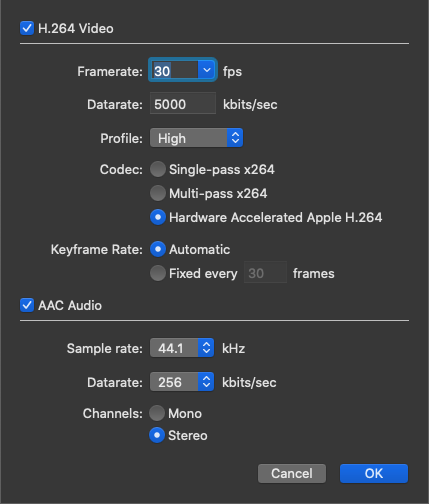 H.264 Video
Framerate: 30 fps
Datarate: 5000 kbits/sec
Profile: High
Codec: Single-pass x264
Multi-pass x264
Hardware Accelerated Apple H.264
Keyframe Rate: Automatic
Fixed every 30 frames
AAC Audio
Sample rate: 44.1 kHz
Datarate: 256 kbits/sec
Channels: Mono
Stereo
Cancel OK